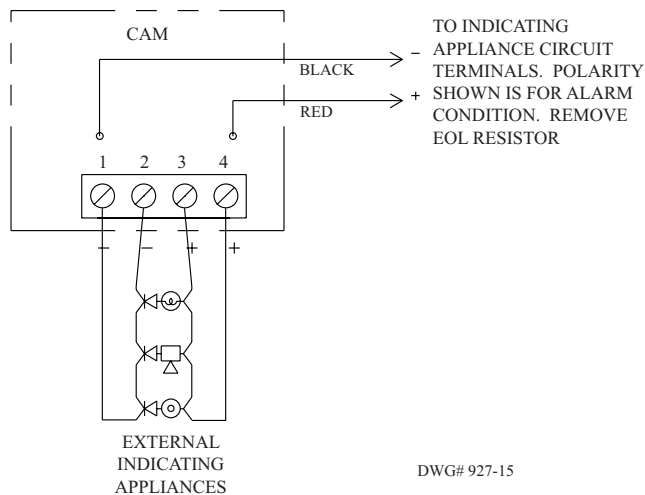 CAM
BLACK
RED
− 
+
TO INDICATING
APPLIANCE CIRCUIT
TERMINALS. POLARITY
SHOWN IS FOR ALARM
CONDITION. REMOVE
EOL RESISTOR
1 2 3 4
− − + +
EXTERNAL
INDICATING
APPLIANCES
DWG# 927-15